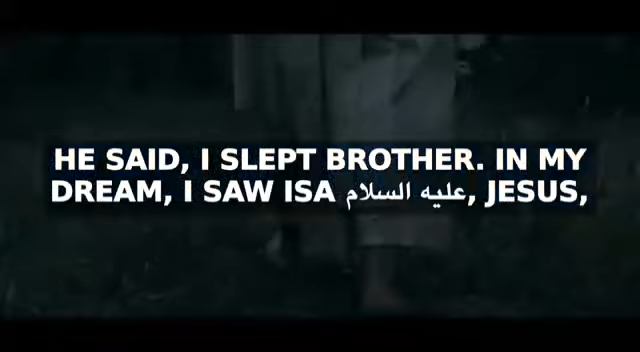 HE SAID, I SLEPT BROTHER. IN MY
DREAM, I SAW ISA عليه السلام, JESUS,